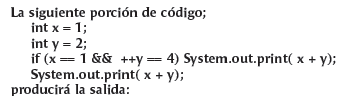 La siguiente porción de código;
int x = 1;
int y = 2;
if (x == 1 && ++y == 4) System.out.print( x + y);
System.out.print( x + y);
producirá la salida: